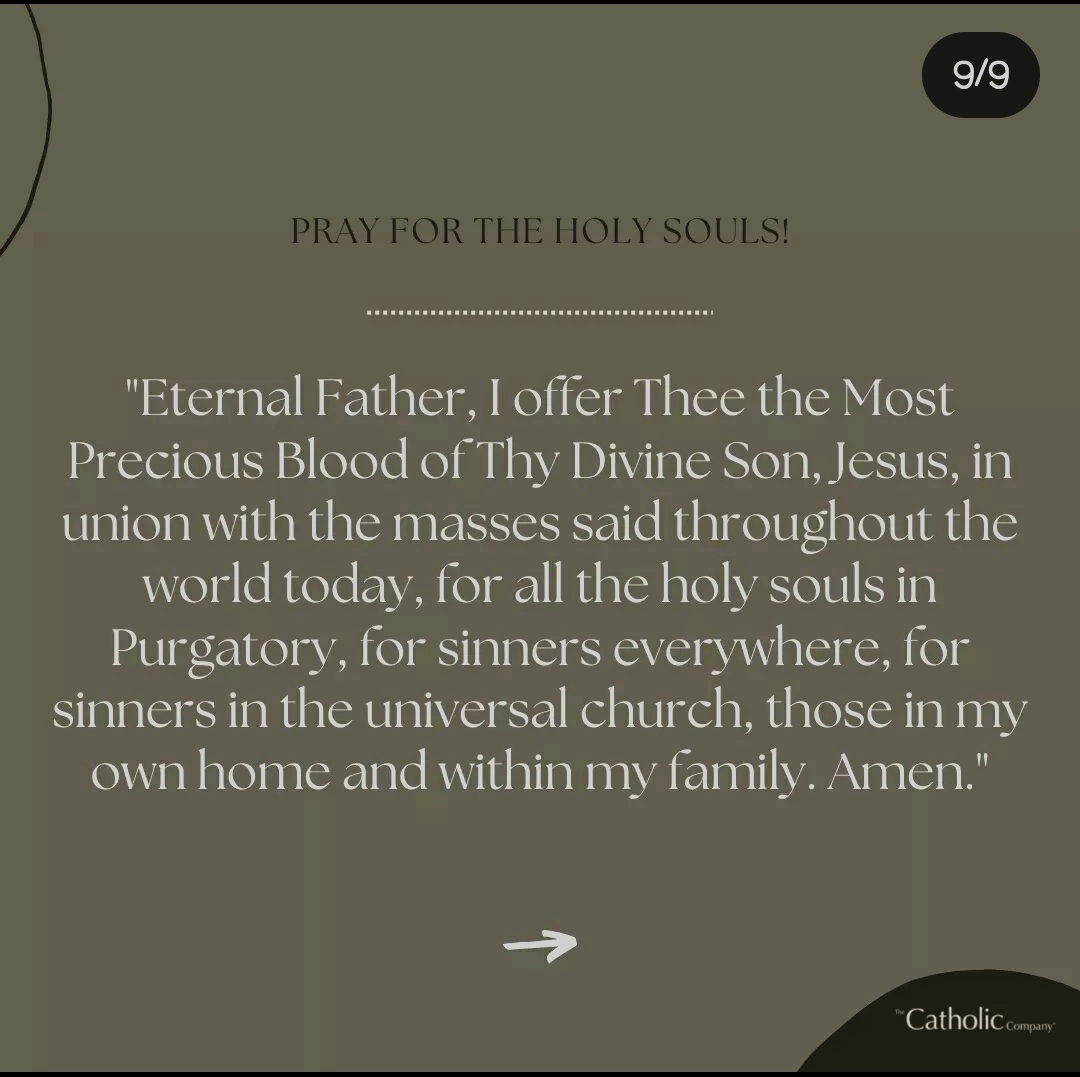 9/9
PRAY FOR THE HOLY SOULS!
"Eternal Father, I offer Thee the Most
Precious Blood of Thy Divine Son, Jesus, in
union with the masses said throughout the
world today, for all the holy souls in
Purgatory, for sinners everywhere, for
sinners in the universal church, those in my
own home and within my family. Amen."
The Catholic Company